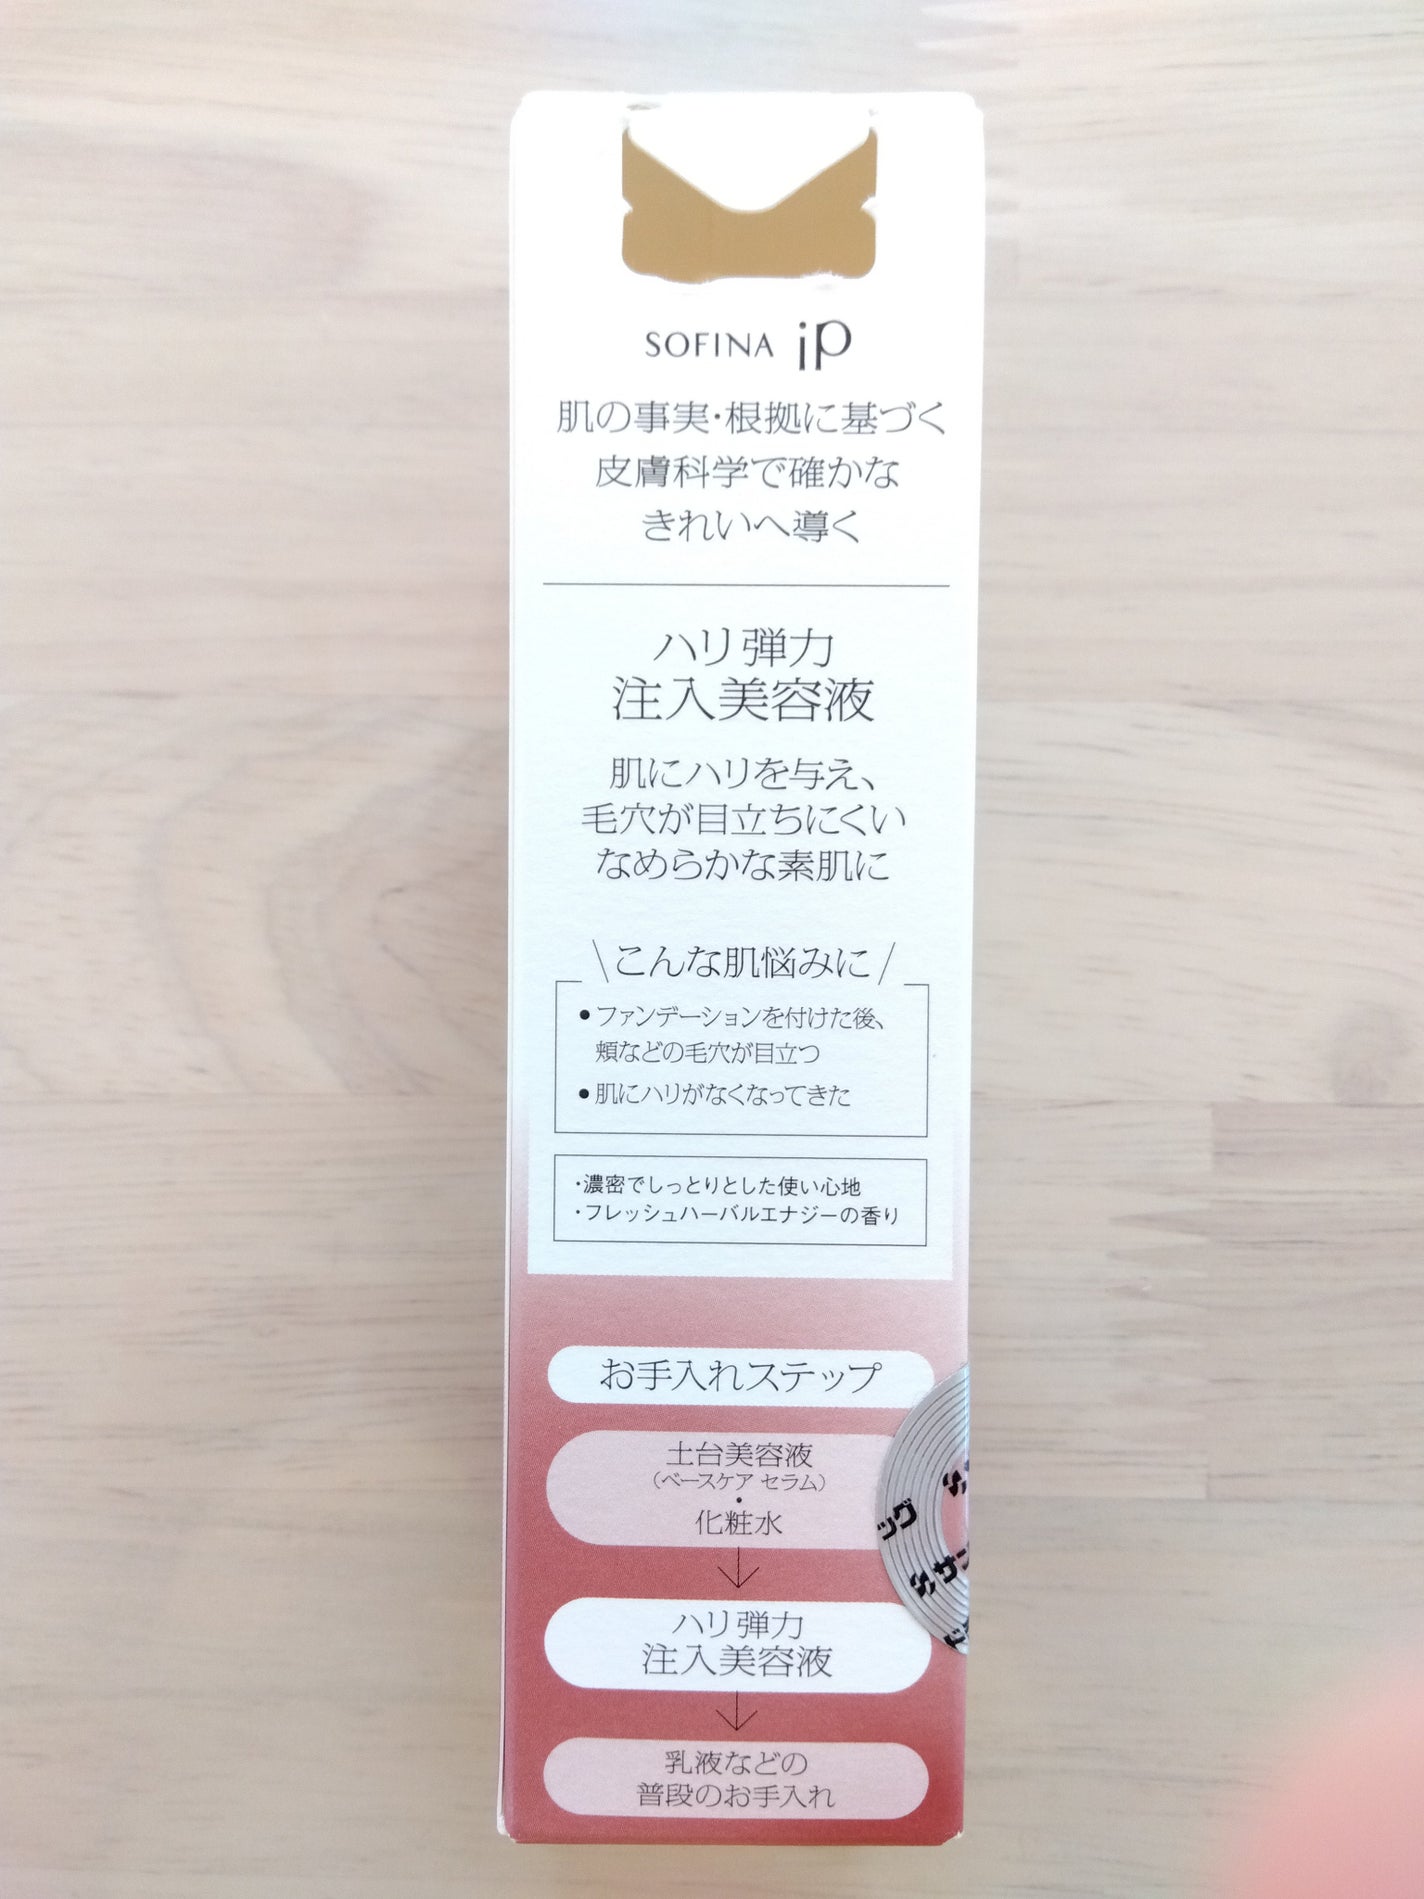 SOFINA iP
肌の事実・根拠に基づく
皮膚科学で確かな
きれいへ導く
ハリ弾力
注入美容液
肌にハリを与え、
毛穴が目立ちにくい
なめらかな素肌に
\こんな肌悩みに/
●ファンデーションを付けた後、
頬などの毛穴が目立つ
●肌にハリがなくなってきた
・濃密でしっとりとした使い心地
・フレッシュハーバルエナジーの香り
お手入れステップ
土台美容液
(ベースケア セラム)
・
化粧水
ハリ弾力
注入美容液
乳液などの
普段のお手入れ
ッグ
サン